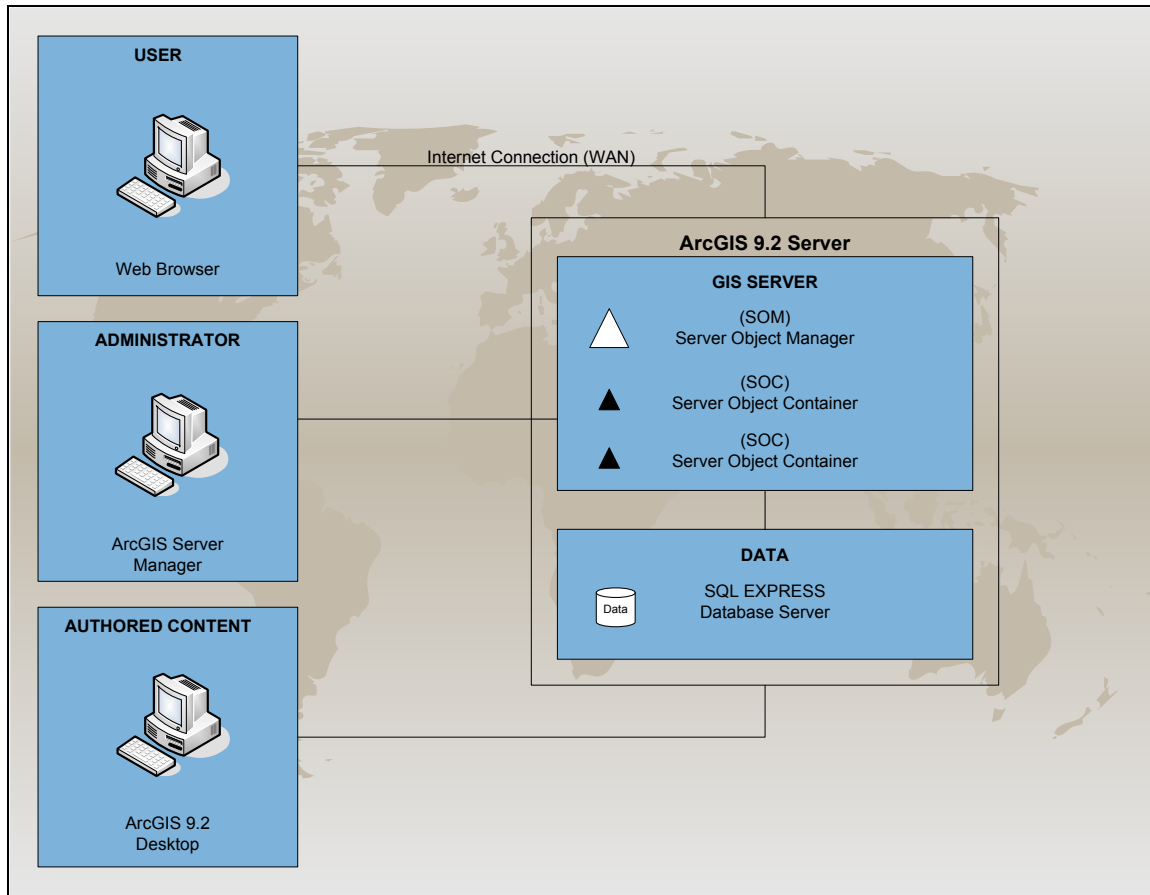 USER
Web Browser
Internet Connection (WAN)
ADMINISTRATOR
ArcGIS Server
Manager
AUTHORED CONTENT
ArcGIS 9.2
Desktop
ArcGIS 9.2 Server
GIS SERVER
(SOM)
Server Object Manager
(SOC)
Server Object Container
(SOC)
Server Object Container
DATA
SQL EXPRESS
Database Server
Data